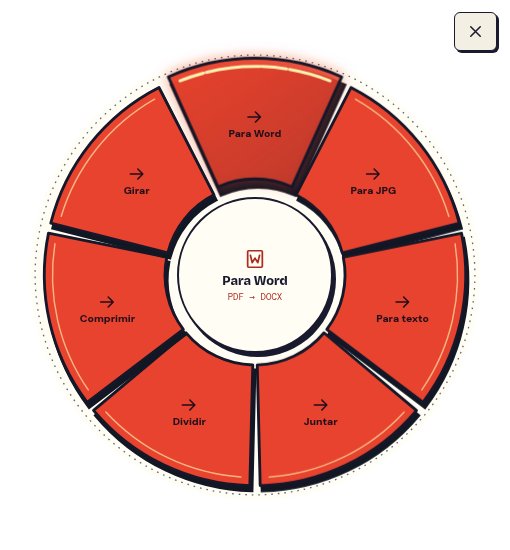 Para Word
Girar
Para JPG
Para Word
PDF → DOCX
Comprimir
Para texto
Dividir
Juntar